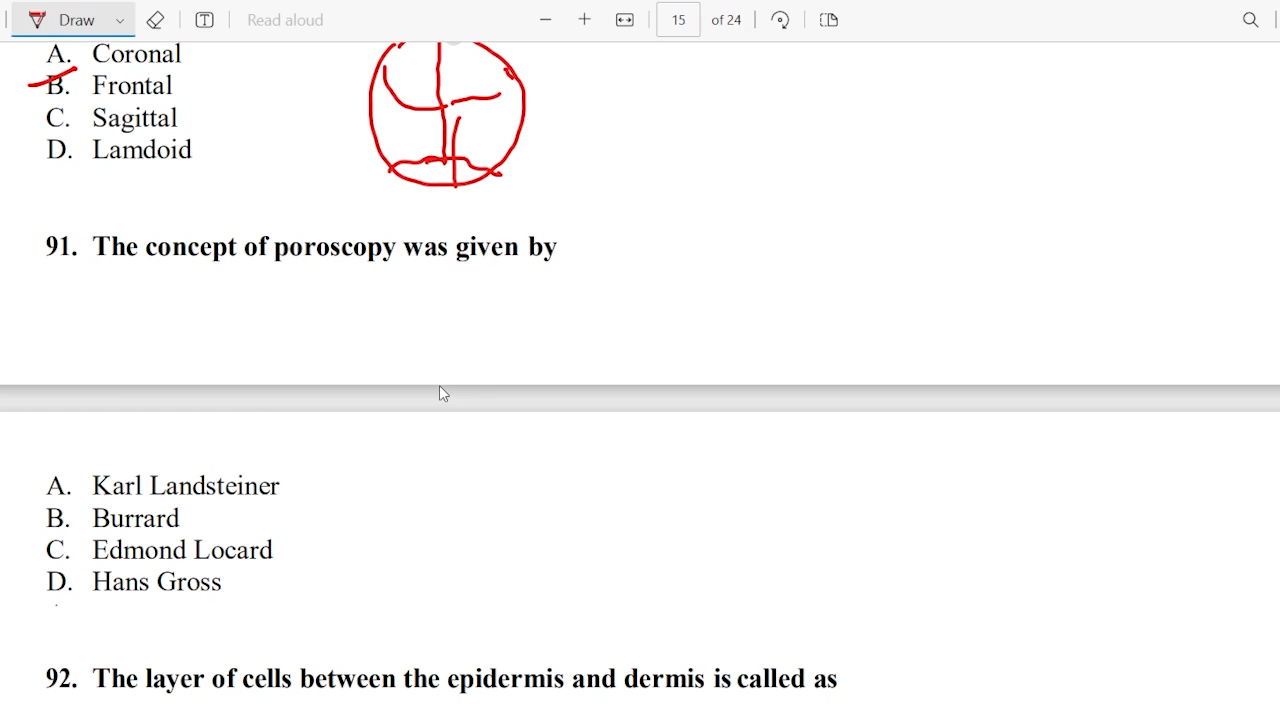 Draw
Read aloud
15 of 24
A. Coronal
B. Frontal
C. Sagittal
D. Lamdoid
91. The concept of poroscopy was given by
A. Karl Landsteiner
B. Burrard
C. Edmond Locard
D. Hans Gross
92. The layer of cells between the epidermis and dermis is called as